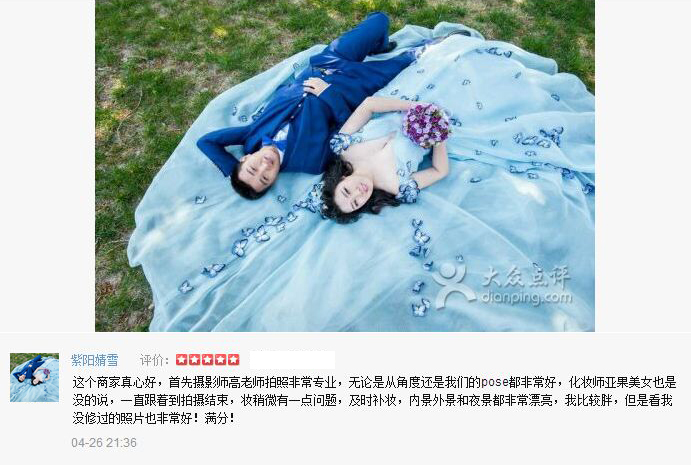 大众点评
dianping.com
紫阳婧雪 评价：
这个商家真心好，首先摄影师高老师拍照非常专业，无论是从角度还是我们的pose都非常好，化妆师亚果美女也是
没的说，一直跟着到拍摄结束，妆稍微有一点问题，及时补妆，内景外景和夜景都非常漂亮，我比较胖，但是看我
没修过的照片也非常好！满分！
04-26 21:36